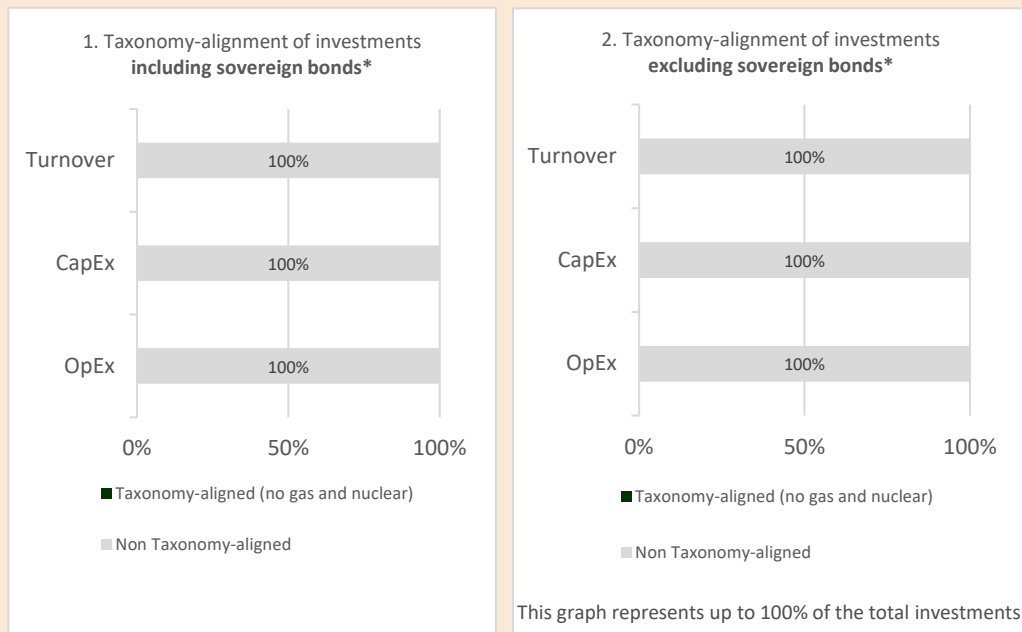 1. Taxonomy-alignment of investments
including sovereign bonds*
Turnover
100%
CapEx
100%
OpEx
100%
0%
50%
100%
Taxonomy-aligned (no gas and nuclear)
Non Taxonomy-aligned
2. Taxonomy-alignment of investments
excluding sovereign bonds*
Turnover
100%
CapEx
100%
OpEx
100%
0%
50%
100%
Taxonomy-aligned (no gas and nuclear)
Non Taxonomy-aligned
This graph represents up to 100% of the total investments